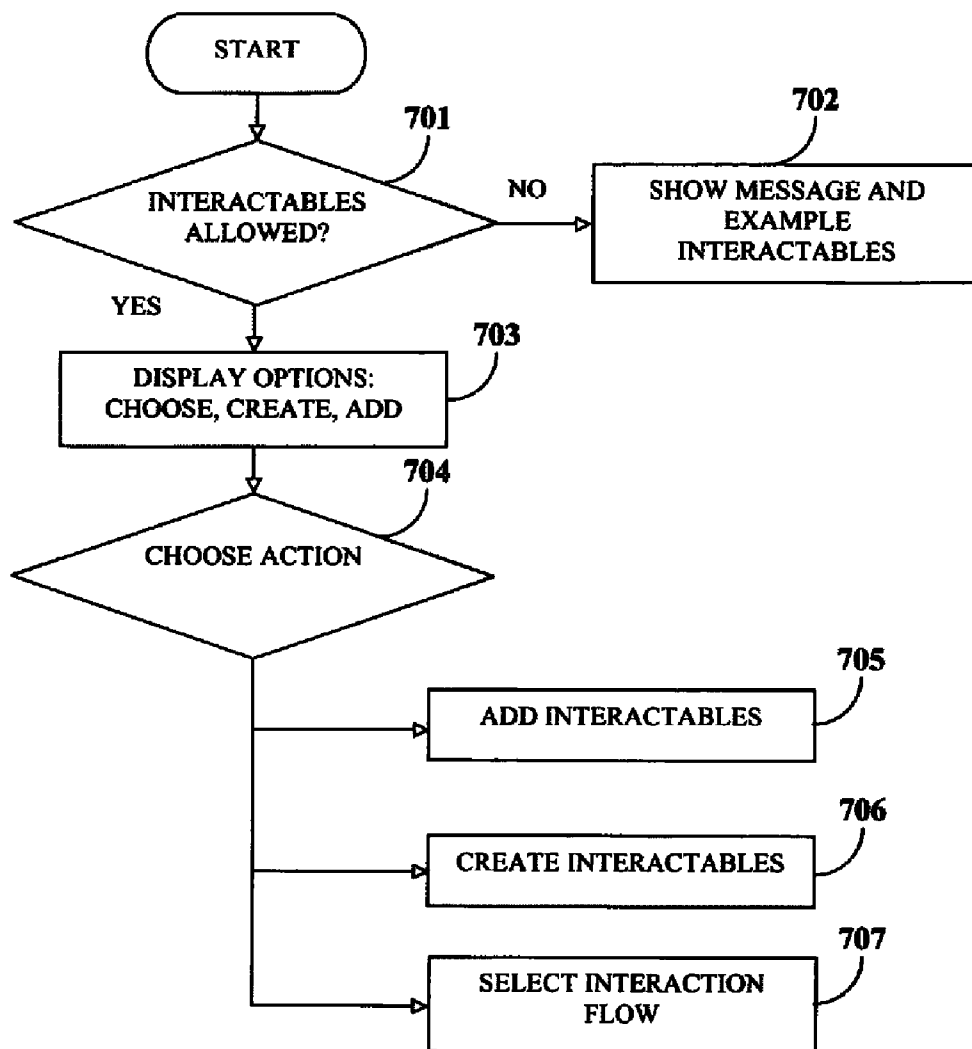 START
701
INTERACTABLES
ALLOWED?
NO
702
SHOW MESSAGE AND
EXAMPLE
INTERACTABLES
YES
703
DISPLAY OPTIONS:
CHOOSE, CREATE, ADD
704
CHOOSE ACTION
705
ADD INTERACTABLES
706
CREATE INTERACTABLES
707
SELECT INTERACTION
FLOW